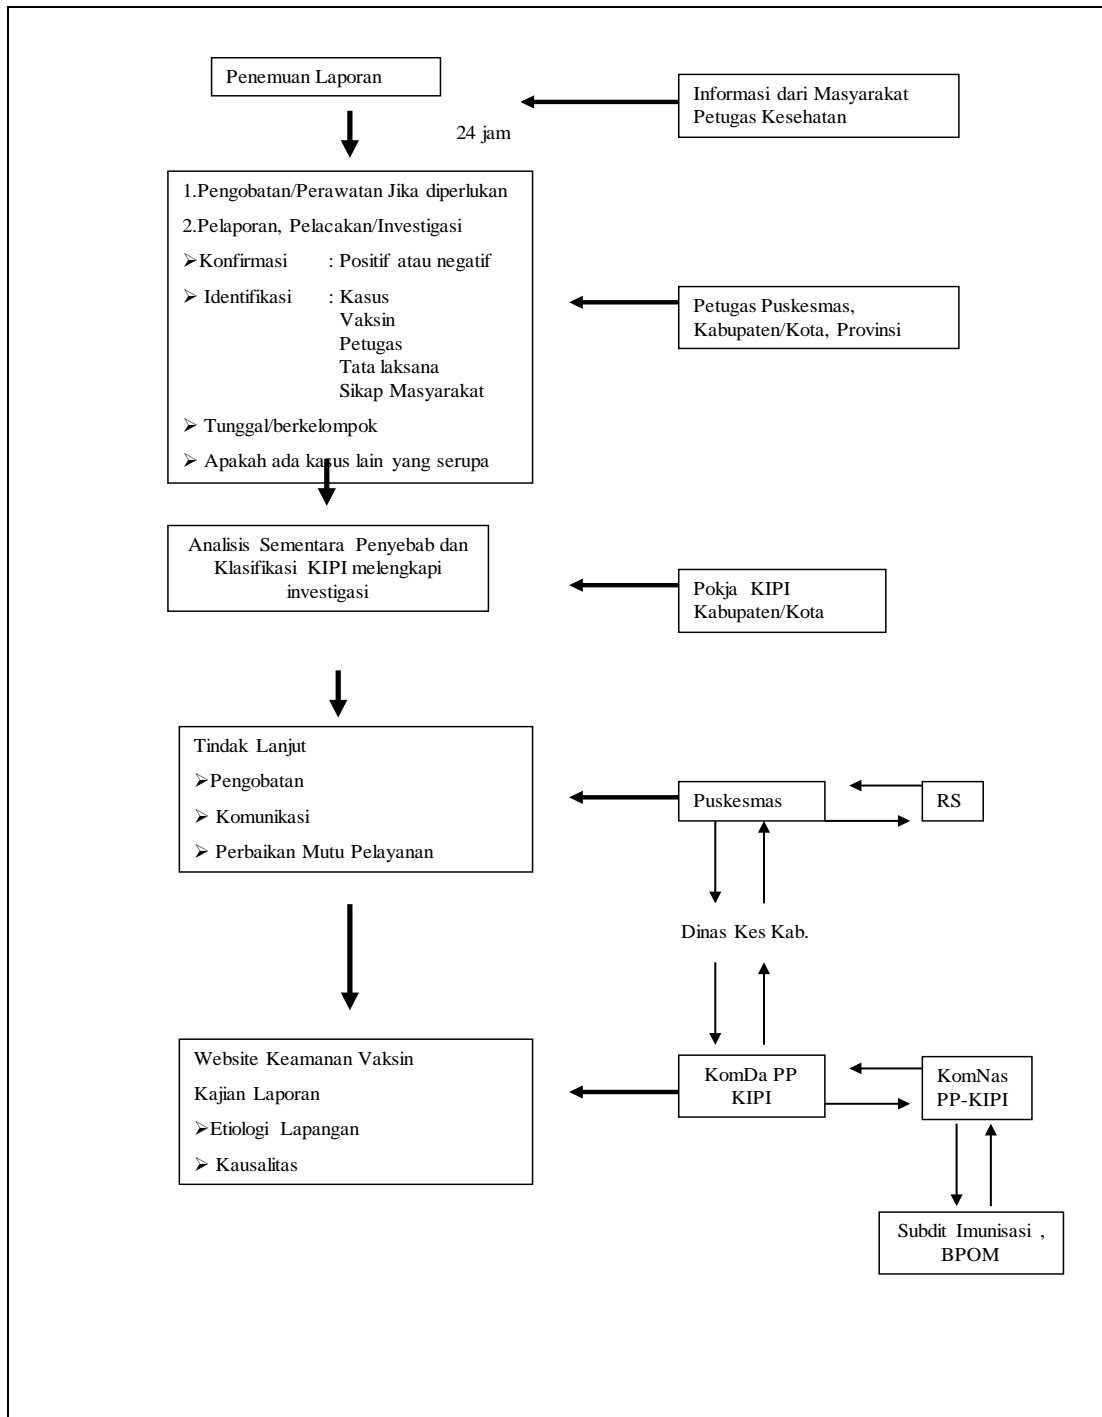 Penemuan Laporan
Informasi dari Masyarakat
Petugas Kesehatan
24 jam
1.Pengobatan/Perawatan Jika diperlukan
2.Pelaporan, Pelacakan/Investigasi
➢Konfirmasi : Positif atau negatif
➢ Identifikasi : Kasus
Vaksin
Petugas
Tata laksana
Sikap Masyarakat
➢ Tunggal/berkelompok
➢ Apakah ada kasus lain yang serupa
Petugas Puskesmas,
Kabupaten/Kota, Provinsi
Analisis Sementara Penyebab dan
Klasifikasi KIPI melengkapi
investigasi
Pokja KIPI
Kabupaten/Kota
Tindak Lanjut
➢Pengobatan
➢ Komunikasi
➢ Perbaikan Mutu Pelayanan
Puskesmas
RS
Dinas Kes Kab.
Website Keamanan Vaksin
Kajian Laporan
➢Etiologi Lapangan
➢ Kausalitas
KomDa PP
KIPI
KomNas
PP-KIPI
Subdit Imunisasi ,
BPOM